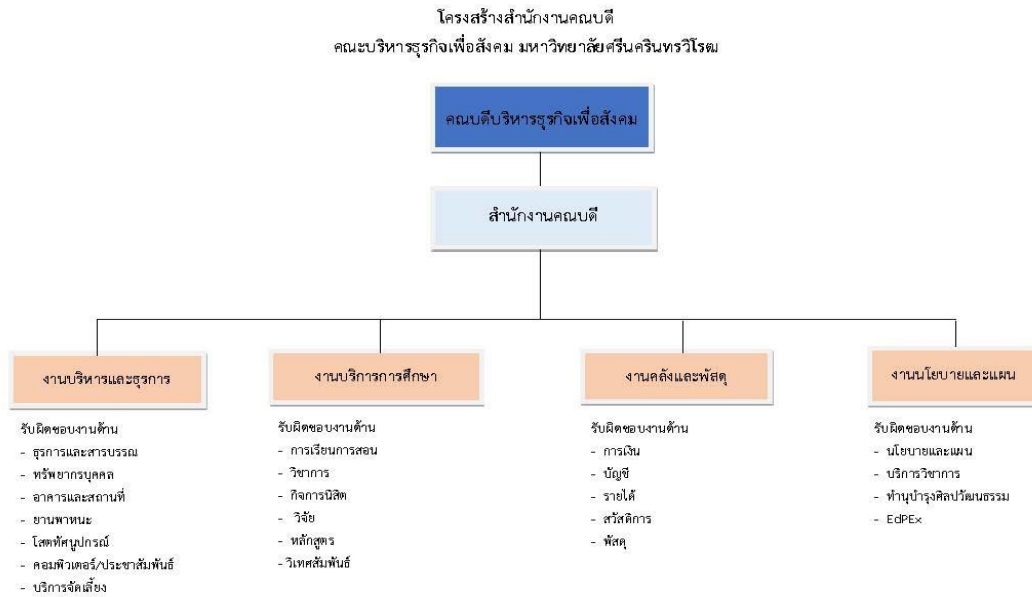 โครงสร้างสำนักงานคณบดี
คณะบริหารธุรกิจเพื่อสังคม มหาวิทยาลัยศรีนครินทรวิโรฒ
คณบดีบริหารธุรกิจเพื่อสังคม
สำนักงานคณบดี
งานบริหารและธุรการ
รับผิดชอบงานด้าน
- ธุรการและสารบรรณ
- ทรัพยากรบุคคล
- อาคารและสถานที่
- ยานพาหนะ
- โสตทัศนูปกรณ์
- คอมพิวเตอร์/ประชาสัมพันธ์
- บริการจัดเลี้ยง
งานบริการการศึกษา
รับผิดชอบงานด้าน
- การเรียนการสอน
- วิชาการ
- กิจการนิสิต
- วิจัย
- หลักสูตร
- วิเทศสัมพันธ์
งานคลังและพัสดุ
รับผิดชอบงานด้าน
- การเงิน
- บัญชี
- รายได้
- สวัสดิการ
- พัสดุ
งานนโยบายและแผน
รับผิดชอบงานด้าน
- นโยบายและแผน
- บริการวิชาการ
- ทำนุบำรุงศิลปวัฒนธรรม
- EdPEx